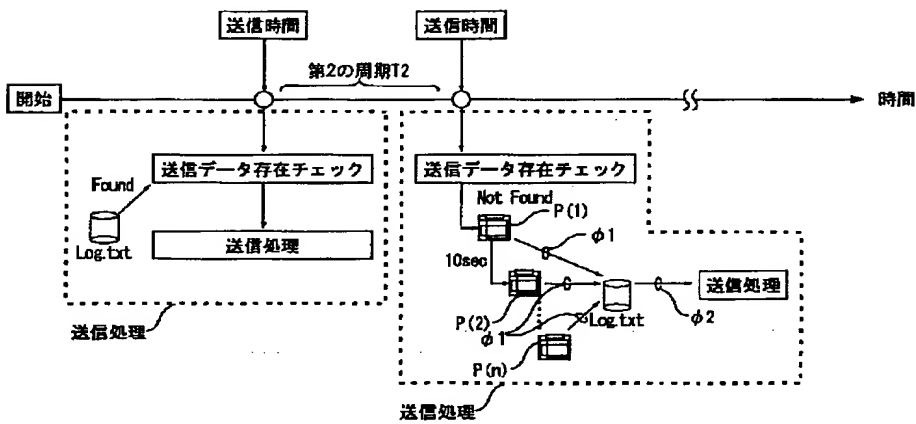 送信時間
送信時間
第2の周期T2
開始
時間
送信データ存在チェック
送信データ存在チェック
Found
Not Found
P(1)
φ1
Log.txt
送信処理
10sec
送信処理
P(2)
φ1
Log.txt
φ2
P(n)
送信処理
送信処理